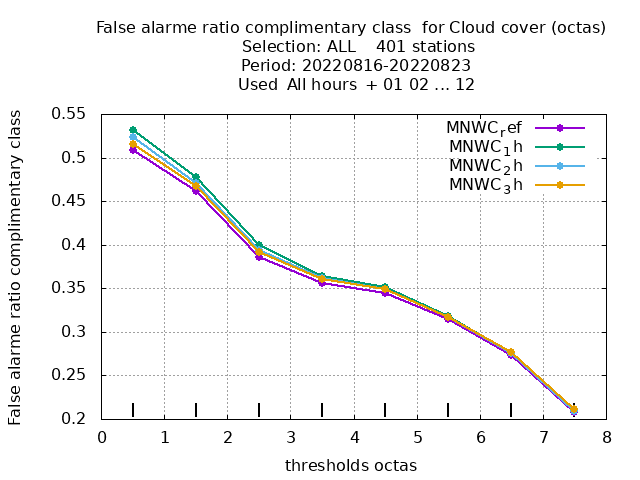 False alarme ratio complimentary class  for Cloud cover (octas)
Selection: ALL    401 stations
Period: 20220816-20220823
Used  All hours  + 01 02 ... 12
False alarme ratio complimentary class
0.55
0.5
0.45
0.4
0.35
0.3
0.25
0.2
MNWC_ref
MNWC_1h
MNWC_2h
MNWC_3h
0 1 2 3 4 5 6 7 8
thresholds octas